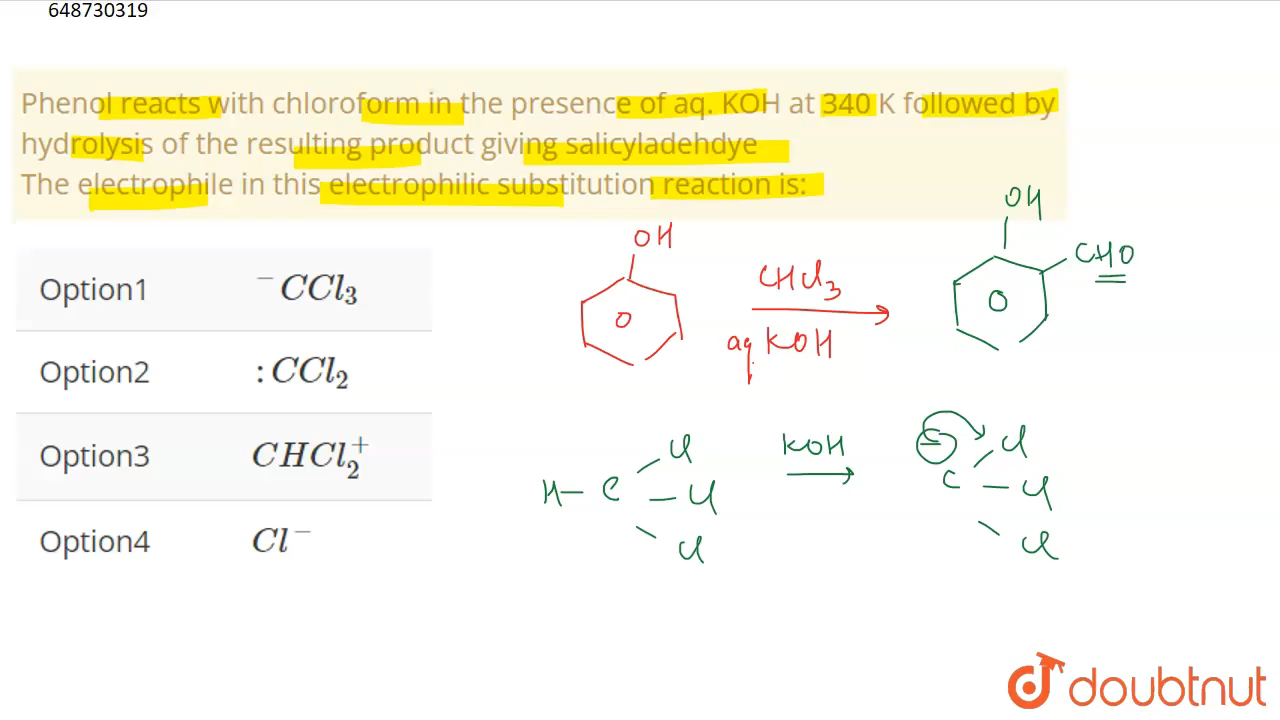 648730319
Phenol reacts with chloroform in the presence of aq. KOH at 340 K followed by
hydrolysis of the resulting product giving salicyladehdye
The electrophile in this electrophilic substitution reaction is:
OH
OH
CHO
CHCl3
aq KOH
O
O
Option1 ⁻CCl₃
Option2 :CCl₂
Option3 CHCl₂⁺
Option4 Cl⁻
Cl
KOH
⊖
Cl
H-C-Cl
C-Cl
Cl
Cl
doubtnut